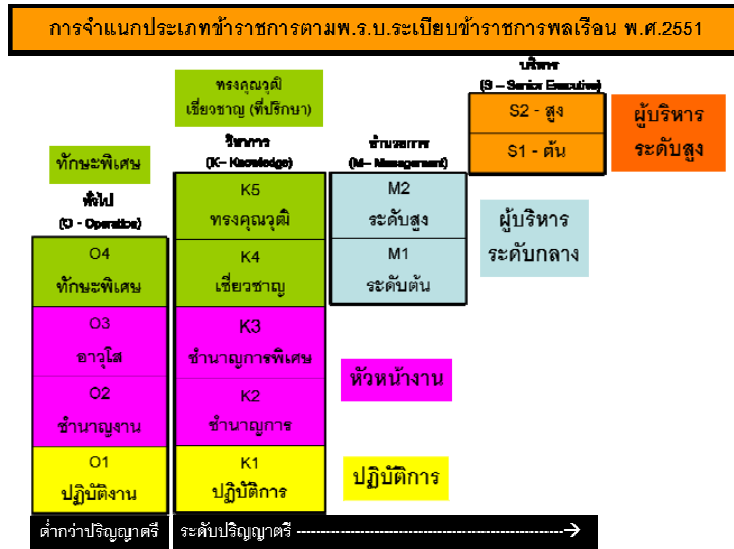 การจำแนกประเภทข้าราชการตามพ.ร.บ.ระเบียบข้าราชการพลเรือน พ.ศ.2551
บริหาร
(S – Senior Executive)
S2 - สูง
S1 - ต้น
ผู้บริหาร
ระดับสูง
ทรงคุณวุฒิ
เชี่ยวชาญ (ที่ปรึกษา)
วิชาการ
(K– Knowledge)
อำนวยการ
(M– Management)
ทักษะพิเศษ
ทั่วไป
(O - Operation)
K5
ทรงคุณวุฒิ
M2
ระดับสูง
ผู้บริหาร
ระดับกลาง
O4
ทักษะพิเศษ
K4
เชี่ยวชาญ
M1
ระดับต้น
O3
อาวุโส
K3
ชำนาญการพิเศษ
หัวหน้างาน
O2
ชำนาญงาน
K2
ชำนาญการ
O1
ปฏิบัติงาน
K1
ปฏิบัติการ
ปฏิบัติการ
ต่ำกว่าปริญญาตรี
ระดับปริญญาตรี ------------------------------------------------------→